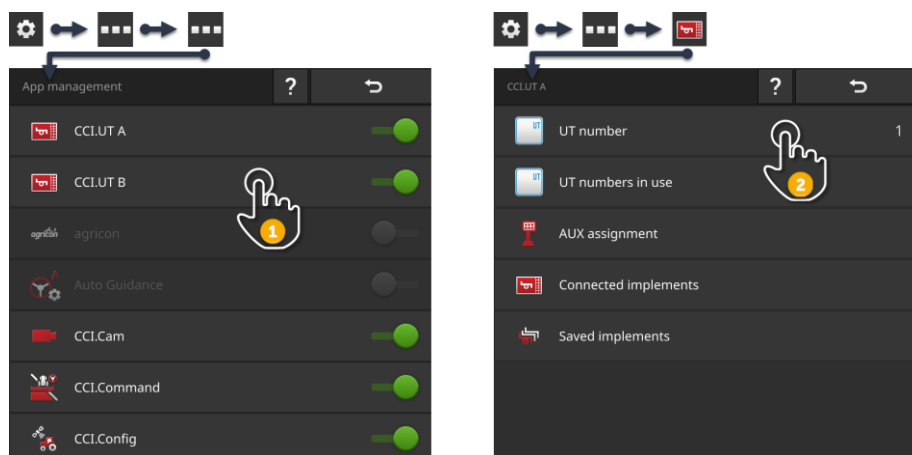 App management
?
CCI.UT A
CCI.UT B
1
agricon
agricon
Auto Guidance
CCI.Cam
CCI.Command
CCI.Config
CCI.UT A
?
UT
UT number
1
2
UT
UT numbers in use
AUX assignment
Connected implements
Saved implements